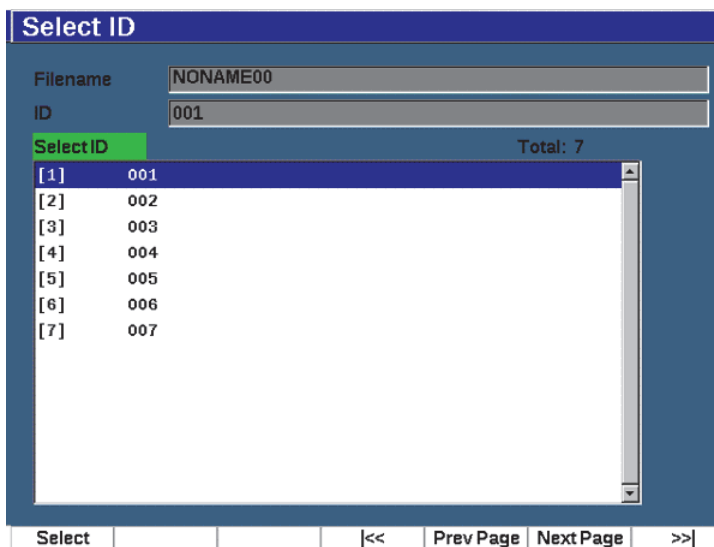 Select ID
Filename NONAME00
ID 001
Select ID Total: 7
[1] 001
[2] 002
[3] 003
[4] 004
[5] 005
[6] 006
[7] 007
Select |<< Prev Page Next Page >>|